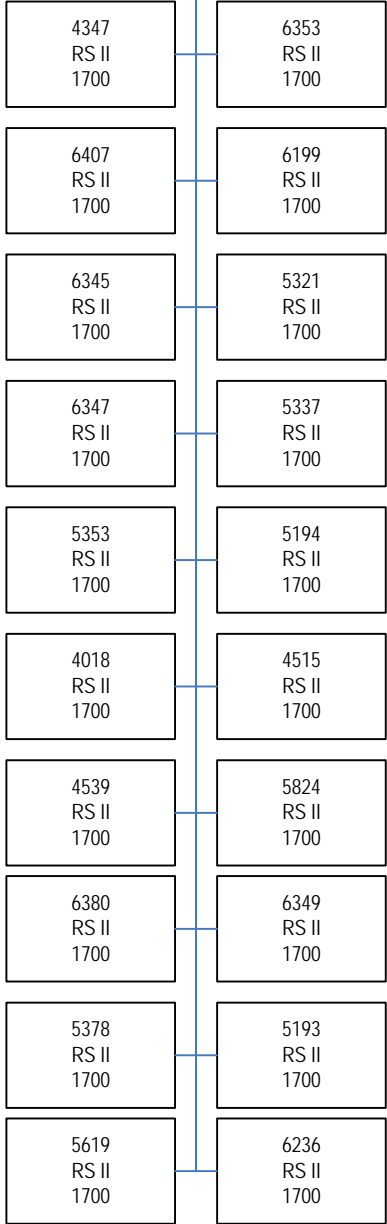 4347
RS II
1700
6353
RS II
1700
6407
RS II
1700
6199
RS II
1700
6345
RS II
1700
5321
RS II
1700
6347
RS II
1700
5337
RS II
1700
5353
RS II
1700
5194
RS II
1700
4018
RS II
1700
4515
RS II
1700
4539
RS II
1700
5824
RS II
1700
6380
RS II
1700
6349
RS II
1700
5378
RS II
1700
5193
RS II
1700
5619
RS II
1700
6236
RS II
1700